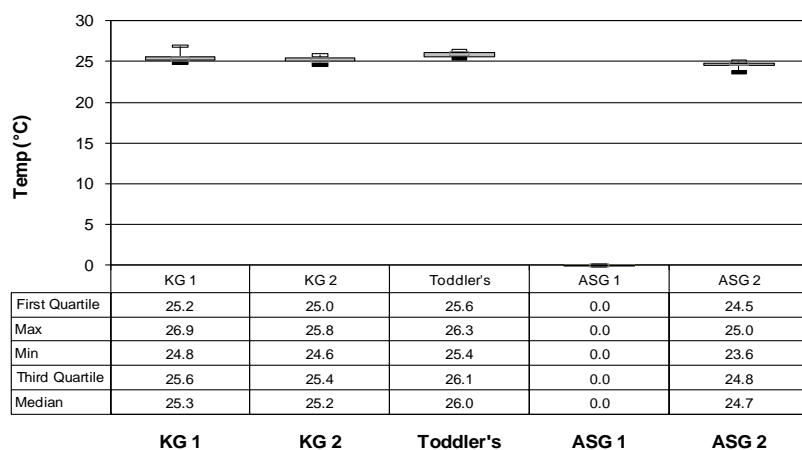 30
25
20
15
10
5
0
Temp (°C)
KG 1 KG 2 Toddler's ASG 1 ASG 2
First Quartile 25.2 25.0 25.6 0.0 24.5
Max 26.9 25.8 26.3 0.0 25.0
Min 24.8 24.6 25.4 0.0 23.6
Third Quartile 25.6 25.4 26.1 0.0 24.8
Median 25.3 25.2 26.0 0.0 24.7
KG 1 KG 2 Toddler's ASG 1 ASG 2